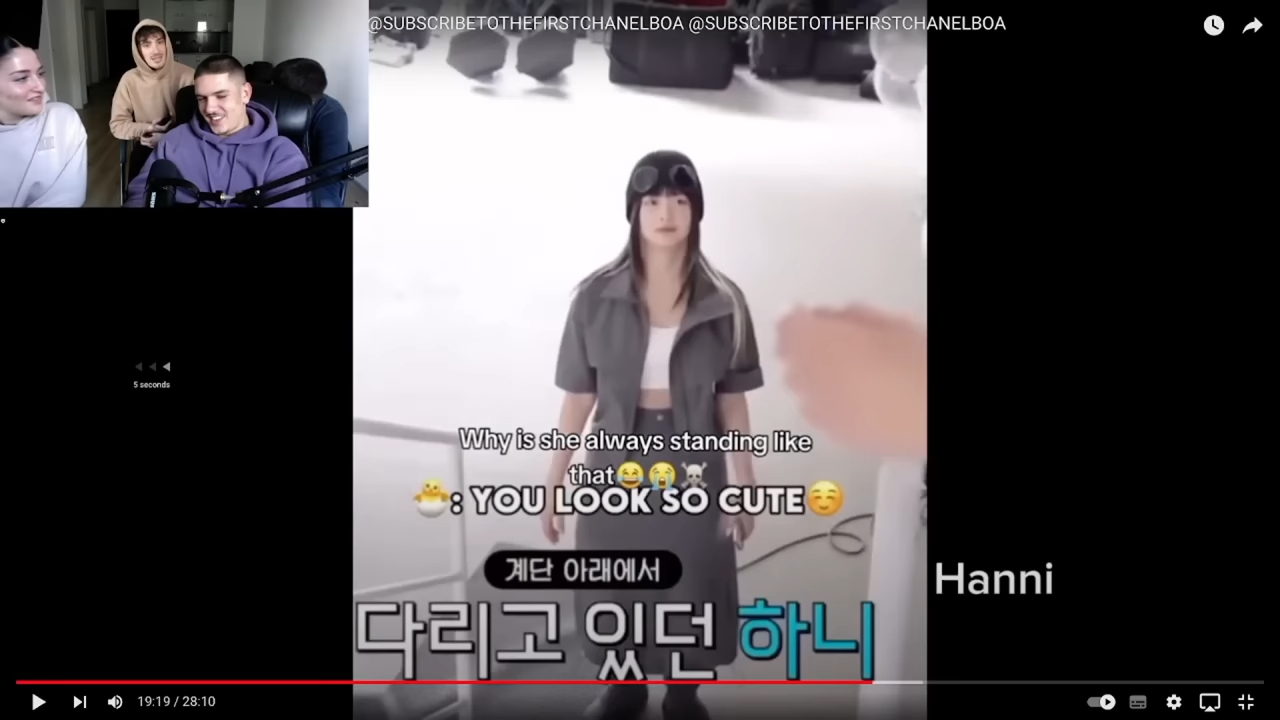 @SUBSCRIBETOTHEFIRSTCHANELBOA @SUBSCRIBETOTHEFIRSTCHANELBOA
5 seconds
Why is she always standing like
that😂😭☠️
🐣: YOU LOOK SO CUTE☺️
계단 아래에서
다리고 있던 하니
Hanni
19:19 / 28:10